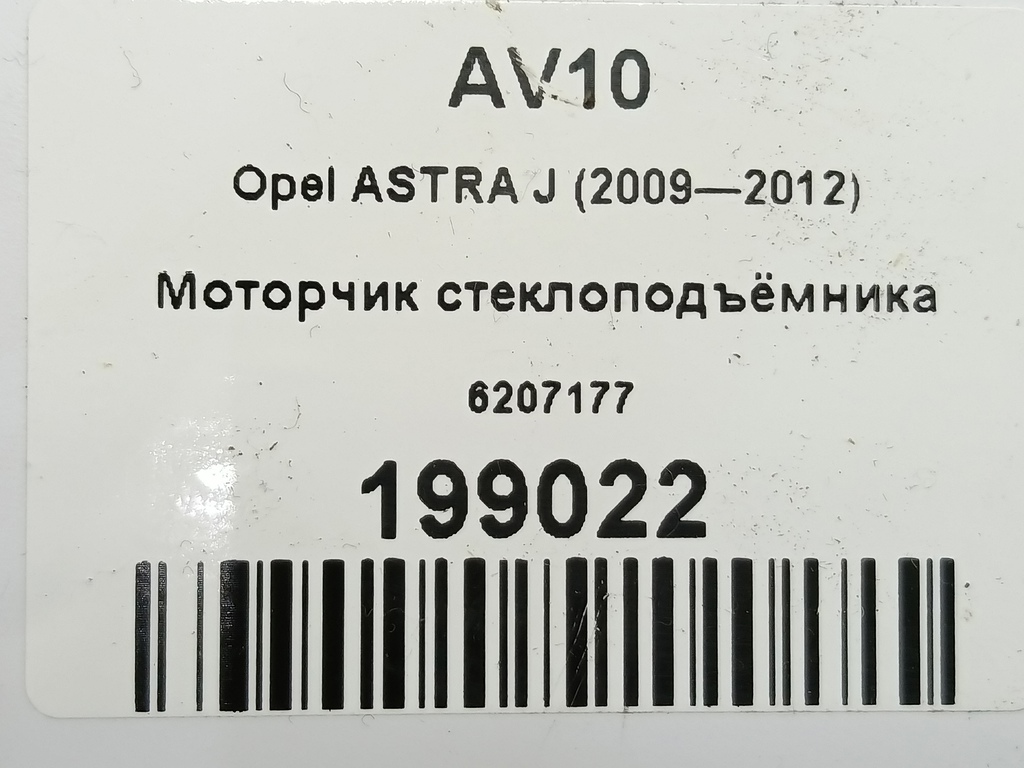 AV10
Opel ASTRA J (2009—2012)
Моторчик стеклоподъёмника
6207177
199022